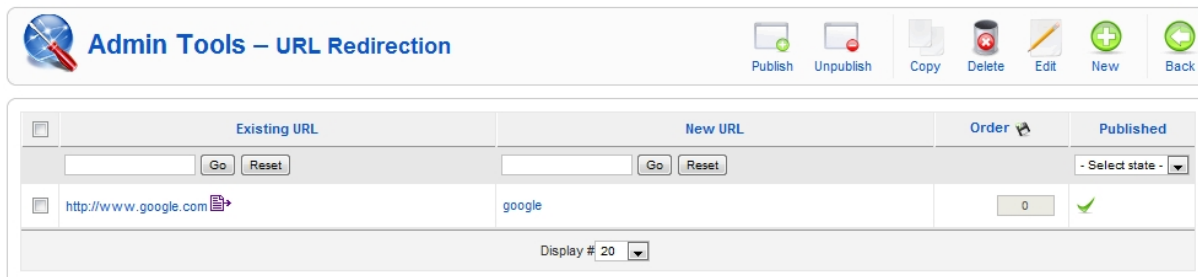 Admin Tools – URL Redirection
Publish Unpublish Copy Delete Edit New Back
Existing URL New URL Order Published
Go Reset Go Reset - Select state -
http://www.google.com google 0
Display # 20